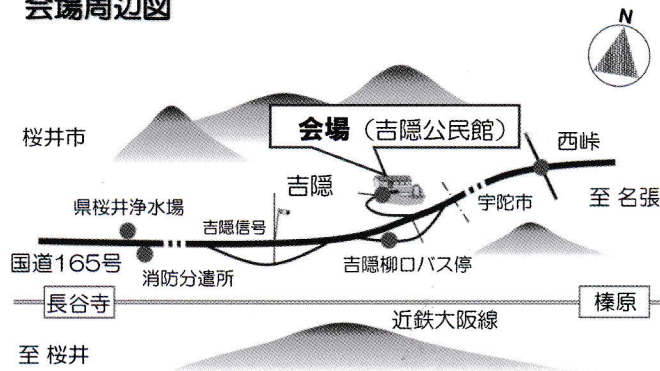 会場周辺図
N
桜井市
会場（吉隠公民館）
西峠
吉隠
県桜井浄水場
吉隠信号
宇陀市
至 名張
国道165号
消防分遣所
吉隠柳口バス停
長谷寺
榛原
近鉄大阪線
至 桜井